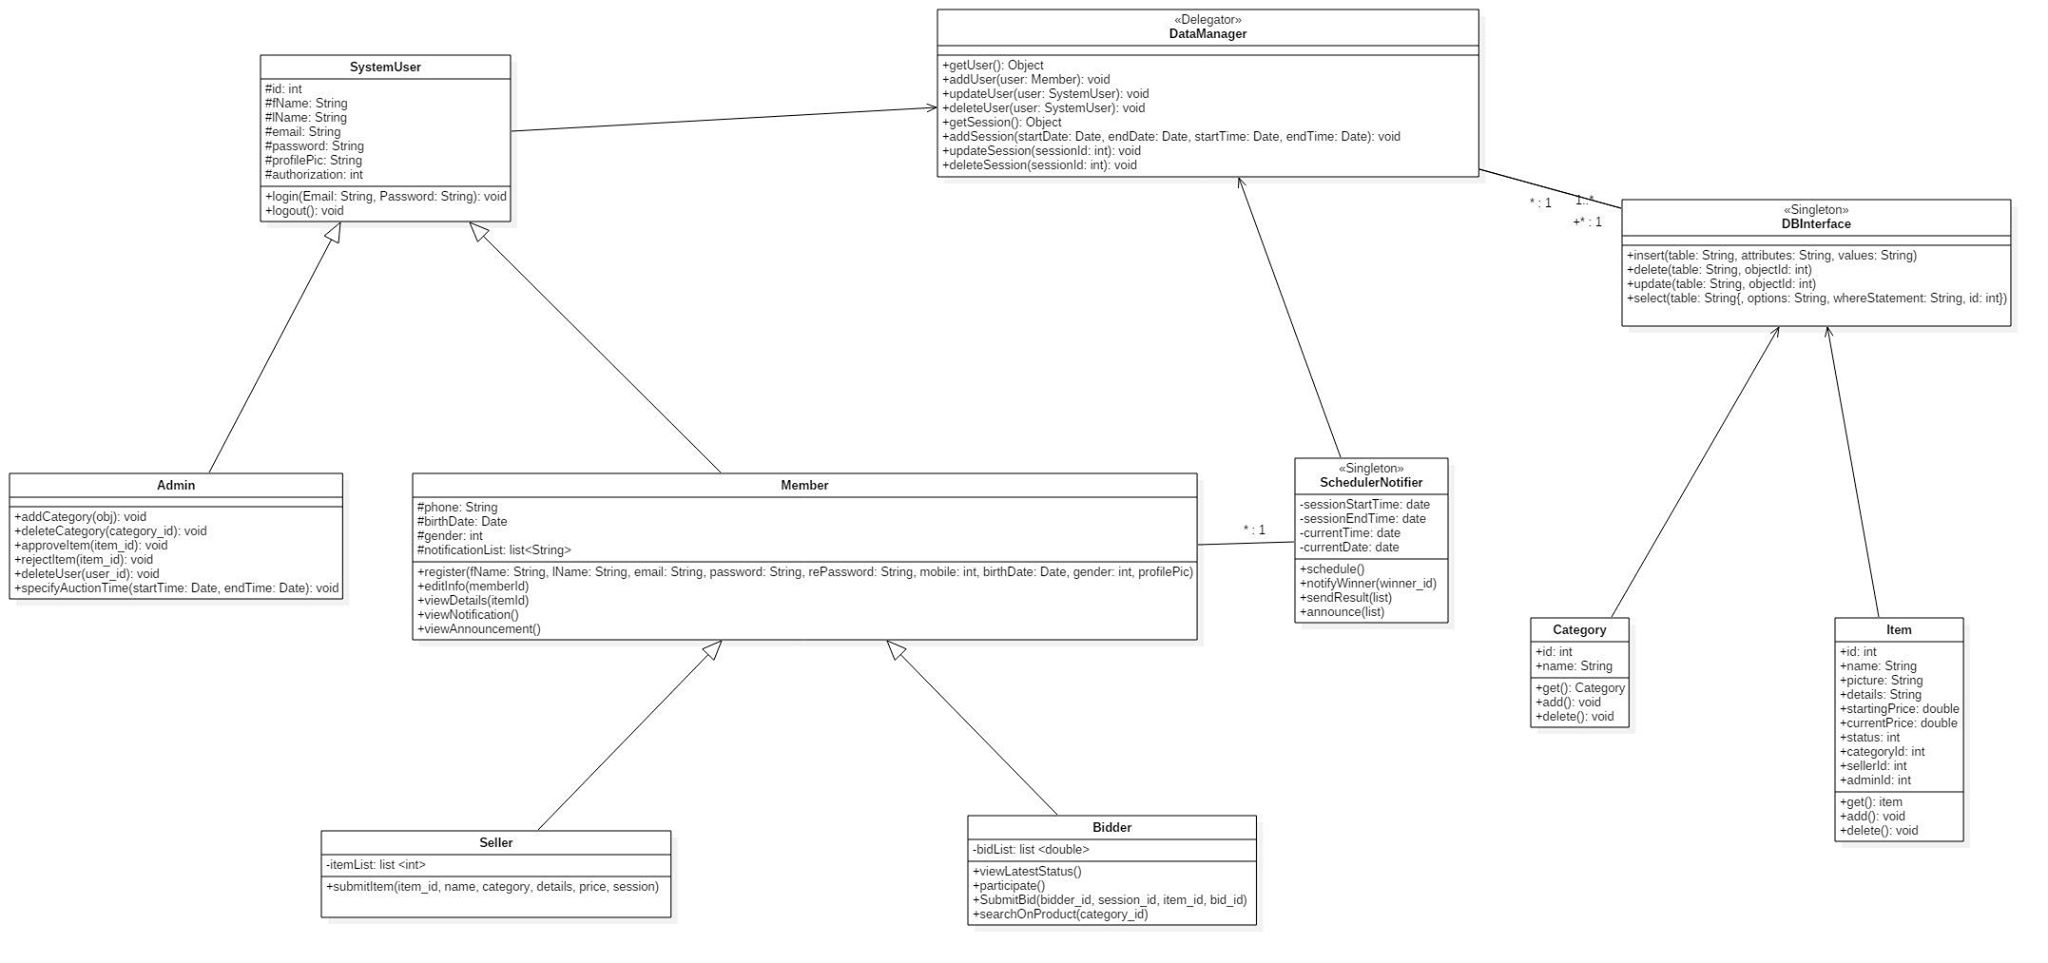 «Delegator»
DataManager
+getUser(): Object
+addUser(user: Member): void
+updateUser(user: SystemUser): void
+deleteUser(user: SystemUser): void
+getSession(): Object
+addSession(startDate: Date, endDate: Date, startTime: Date, endTime: Date): void
+updateSession(sessionId: int): void
+deleteSession(sessionId: int): void
SystemUser
#id: int
#fName: String
#lName: String
#email: String
#password: String
#profilePic: String
#authorization: int
+login(Email: String, Password: String): void
+logout(): void
* : 1
1..*
+* : 1
«Singleton»
DBInterface
+insert(table: String, attributes: String, values: String)
+delete(table: String, objectId: int)
+update(table: String, objectId: int)
+select(table: String{, options: String, whereStatement: String, id: int})
Admin
+addCategory(obj): void
+deleteCategory(category_id): void
+approveItem(item_id): void
+rejectItem(item_id): void
+deleteUser(user_id): void
+specifyAuctionTime(startTime: Date, endTime: Date): void
Member
#phone: String
#birthDate: Date
#gender: int
#notificationList: list<String>
+register(fName: String, lName: String, email: String, password: String, rePassword: String, mobile: int, birthDate: Date, gender: int, profilePic)
+editInfo(memberId)
+viewDetails(itemId)
+viewNotification()
+viewAnnouncement()
* : 1
«Singleton»
SchedulerNotifier
-sessionStartTime: date
-sessionEndTime: date
-currentTime: date
-currentDate: date
+schedule()
+notifyWinner(winner_id)
+sendResult(list)
+announce(list)
Category
+id: int
+name: String
+get(): Category
+add(): void
+delete(): void
Item
+id: int
+name: String
+picture: String
+details: String
+startingPrice: double
+currentPrice: double
+status: int
+categoryId: int
+sellerId: int
+adminId: int
+get(): item
+add(): void
+delete(): void
Seller
-itemList: list <int>
+submitItem(item_id, name, category, details, price, session)
Bidder
-bidList: list <double>
+viewLatestStatus()
+participate()
+SubmitBid(bidder_id, session_id, item_id, bid_id)
+searchOnProduct(category_id)